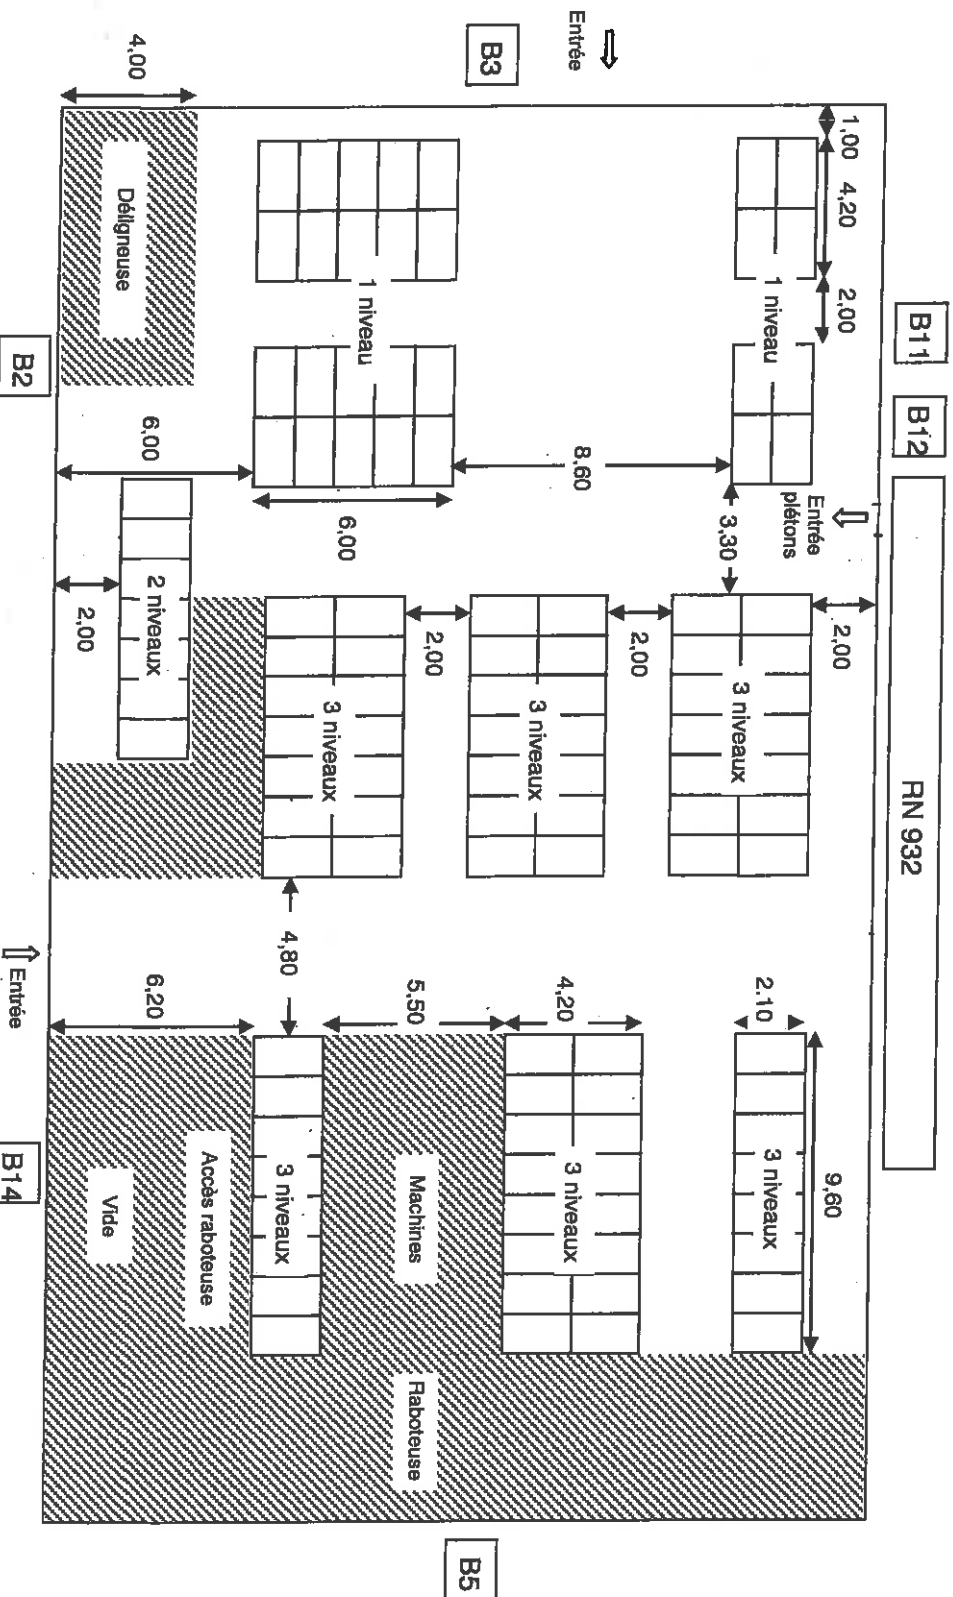 B11
B12
RN 932
Entrée
piétons
1,00
4,20
2,00
2,00
9,60
1 niveau
3 niveaux
2.10
3 niveaux
Entrée
B3
8,60
3,30
2,00
3 niveaux
4,20
3 niveaux
B5
1 niveau
6,00
2,00
3 niveaux
5,50
Machines
Raboteuse
4,80
3 niveaux
4,00
Déligneuse
6,00
2,00
2 niveaux
6,20
Accès raboteuse
Vide
B2
Entrée
B14